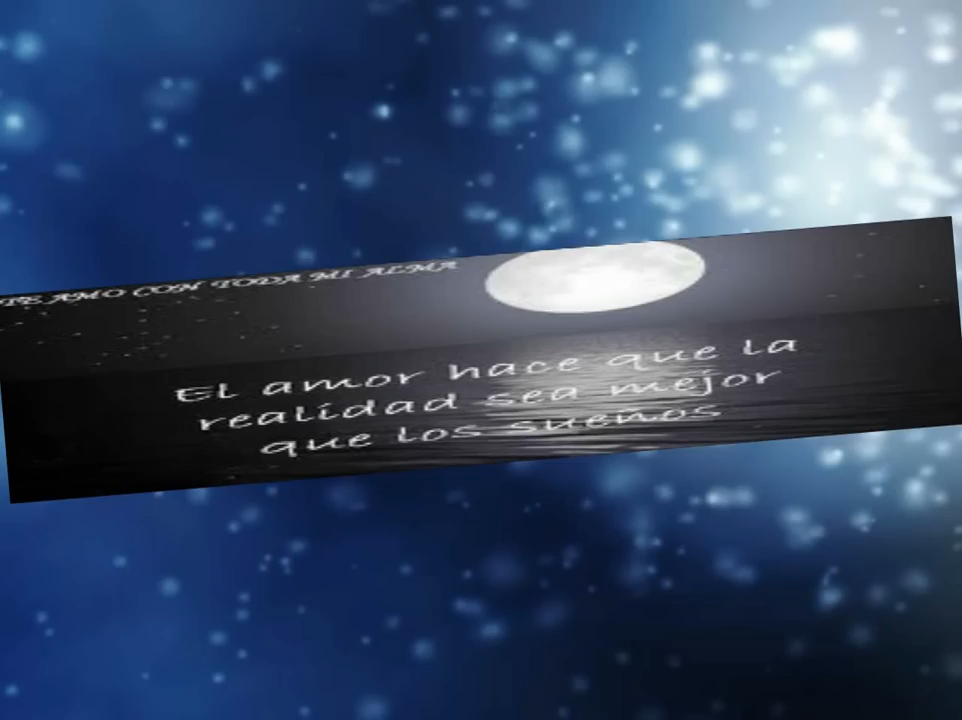 TE AMO CON TODA MI ALMA
El amor hace que la
realidad sea mejor
que los sueños